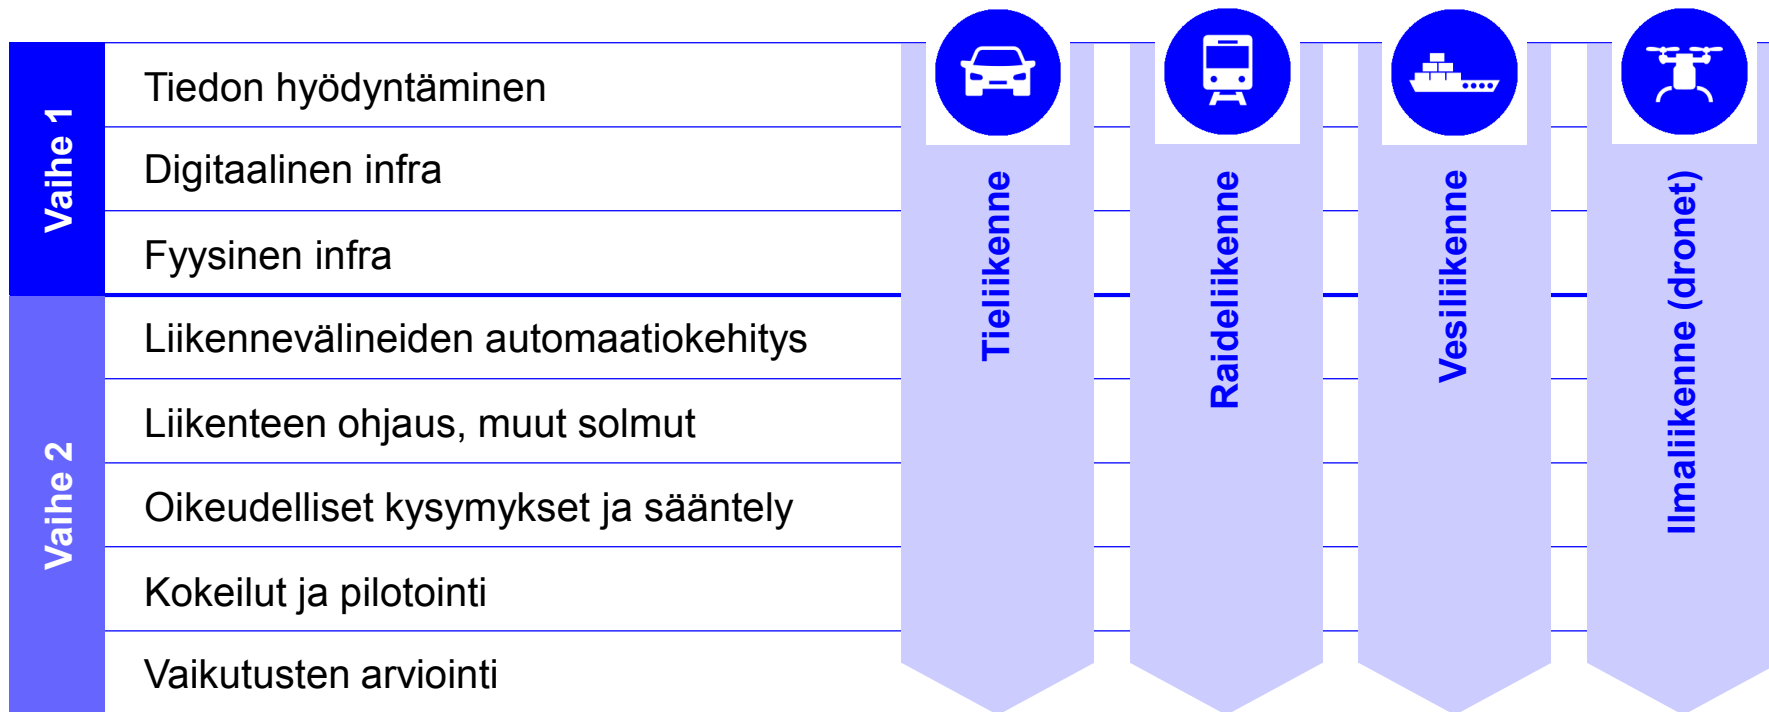 Vaihe 1
Tiedon hyödyntäminen
Digitaalinen infra
Fyysinen infra
Vaihe 2
Liikennevälineiden automaatiokehitys
Liikenteen ohjaus, muut solmut
Oikeudelliset kysymykset ja sääntely
Kokeilut ja pilotointi
Vaikutusten arviointi
Tieliikenne
Raideliikenne
Vesiliikenne
Ilmaliikenne (dronet)